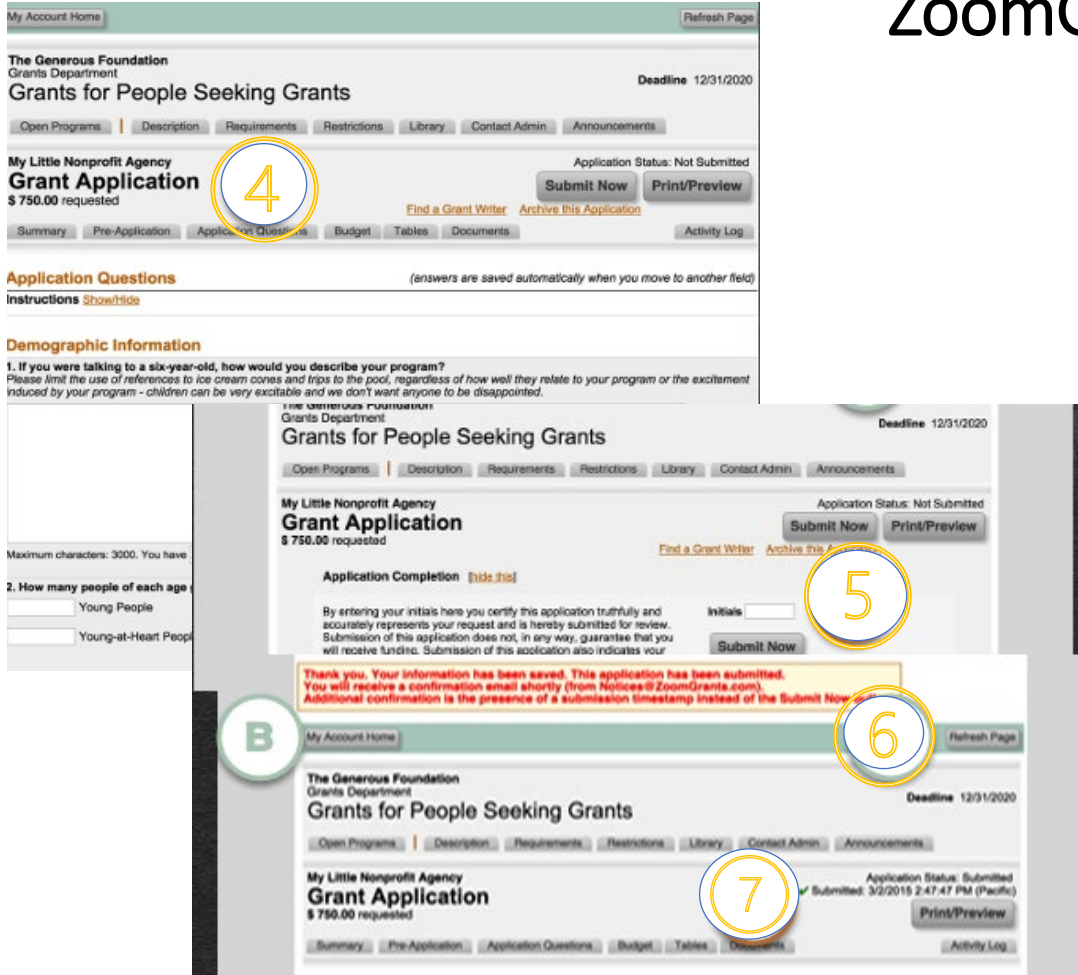 ZoomG
My Account Home
Refresh Page
The Generous Foundation
Grants Department
Deadline 12/31/2020
Grants for People Seeking Grants
Open Programs | Description Requirements Restrictions Library Contact Admin Announcements
My Little Nonprofit Agency
Application Status: Not Submitted
Grant Application
4
Submit Now Print/Preview
$ 750.00 requested
Find a Grant Writer Archive this Application
Summary Pre-Application Application Questions Budget Tables Documents Activity Log
Application Questions (answers are saved automatically when you move to another field)
Instructions Show/Hide
Demographic Information
1. If you were talking to a six-year-old, how would you describe your program?
Please limit the use of references to ice cream cones and trips to the pool, regardless of how well they relate to your program or the excitement
induced by your program - children can be very excitable and we don't want anyone to be disappointed.
Maximum characters: 3000. You have
2. How many people of each age
Young People
Young-at-Heart Peopl
The Generous Foundation
Grants Department
Deadline 12/31/2020
Grants for People Seeking Grants
Open Programs | Description Requirements Restrictions Library Contact Admin Announcements
My Little Nonprofit Agency
Application Status: Not Submitted
Grant Application
Submit Now Print/Preview
$ 750.00 requested
Find a Grant Writer Archive this Application
5
Application Completion [hide this]
By entering your initials here you certify this application truthfully and
Initials
accurately represents your request and is hereby submitted for review.
Submission of this application does not, in any way, guarantee that you
will receive funding. Submission of this application also indicates your
Submit Now
Thank you. Your information has been saved. This application has been submitted.
You will receive a confirmation email shortly (from Notices@ZoomGrants.com).
Additional confirmation is the presence of a submission timestamp instead of the Submit Now
B
My Account Home
6
Refresh Page
The Generous Foundation
Grants Department
Deadline 12/31/2020
Grants for People Seeking Grants
Open Programs | Description Requirements Restrictions Library Contact Admin Announcements
My Little Nonprofit Agency
Application Status: Submitted
Grant Application
7
✔ Submitted: 3/2/2015 2:47:47 PM (Pacific)
$ 750.00 requested
Print/Preview
Summary Pre-Application Application Questions Budget Tables Documents Activity Log